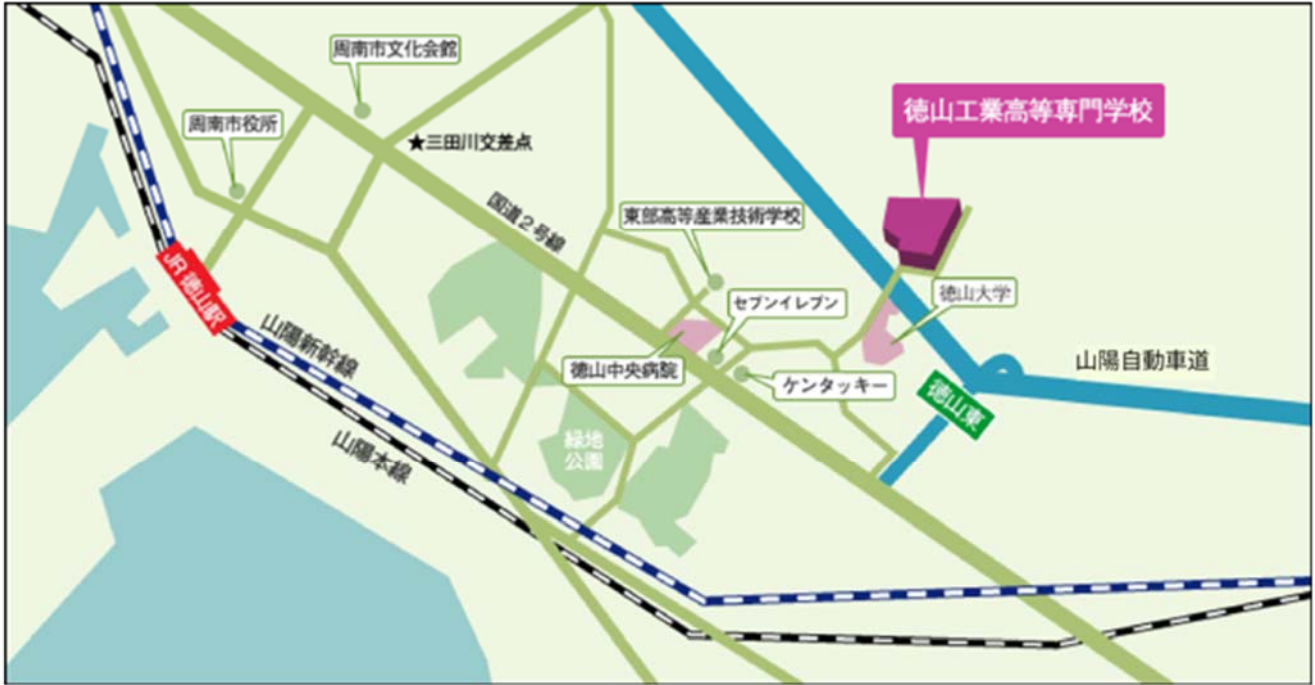 周南市文化会館
徳山工業高等専門学校
周南市役所
★三田川交差点
国道2号線
東部高等産業技術学校
JR 徳山駅
セブンイレブン
徳山大学
山陽新幹線
徳山中央病院
ケンタッキー
山陽自動車道
徳山東
山陽本線
緑地
公園